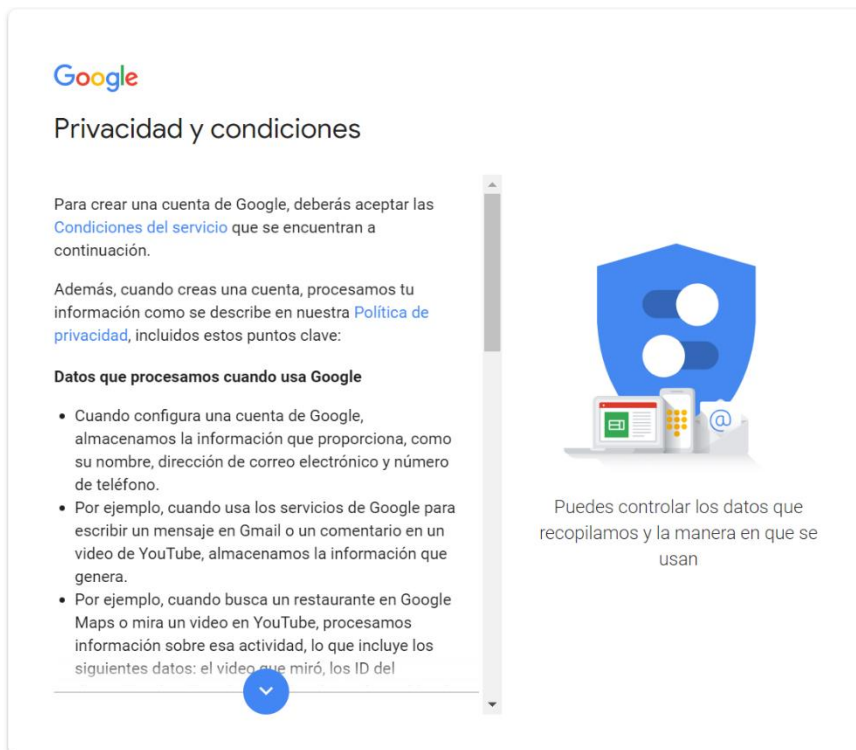 Google
Privacidad y condiciones
Para crear una cuenta de Google, deberás aceptar las
Condiciones del servicio que se encuentran a
continuación.
Además, cuando creas una cuenta, procesamos tu
información como se describe en nuestra Política de
privacidad, incluidos estos puntos clave:
Datos que procesamos cuando usa Google
• Cuando configura una cuenta de Google,
almacenamos la información que proporciona, como
su nombre, dirección de correo electrónico y número
de teléfono.
• Por ejemplo, cuando usa los servicios de Google para
escribir un mensaje en Gmail o un comentario en un
video de YouTube, almacenamos la información que
genera.
• Por ejemplo, cuando busca un restaurante en Google
Maps o mira un video en YouTube, procesamos
información sobre esa actividad, lo que incluye los
siguientes datos: el video que miró, los ID del
@
Puedes controlar los datos que
recopilamos y la manera en que se
usan